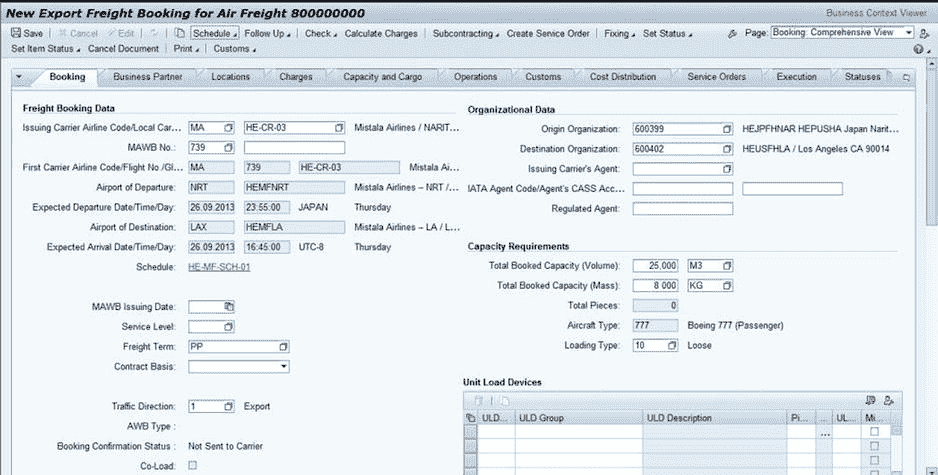 New Export Freight Booking for Air Freight 800000000
Business Context Viewer
Save Cancel Edit Schedule Follow Up Check Calculate Charges Subcontracting Create Service Order Fixing Set Status Page: Booking: Comprehensive View
Set Item Status Cancel Document Print Customs
Booking Business Partner Locations Charges Capacity and Cargo Operations Customs Cost Distribution Service Orders Execution Statuses
Freight Booking Data
Issuing Carrier Airline Code/Local Car... MA HE-CR-03 Mistala Airlines / NARIT...
MAWB No.: 739
First Carrier Airline Code/Flight No /Gl... MA 739 HE-CR-03 Mistala Ai...
Airport of Departure: NRT HEMFNRT Mistala Airlines – NRT /...
Expected Departure Date/Time/Day: 26.09.2013 23:55:00 JAPAN Thursday
Airport of Destination: LAX HEMFLA Mistala Airlines – LA / L...
Expected Arrival Date/Time/Day: 26.09.2013 16:45:00 UTC-8 Thursday
Schedule: HE-MF-SCH-01
MAWB Issuing Date:
Service Level:
Freight Term: PP
Contract Basis:
Traffic Direction: 1 Export
AWB Type :
Booking Confirmation Status : Not Sent to Carrier
Co-Load:
Organizational Data
Origin Organization: 600399 HEJPFHNAR HEPUSHA Japan Narit...
Destination Organization: 600402 HEUSFHLA / Los Angeles CA 90014
Issuing Carrier's Agent:
IATA Agent Code/Agent's CASS Acc...
Regulated Agent:
Capacity Requirements
Total Booked Capacity (Volume): 25,000 M3
Total Booked Capacity (Mass): 8 000 KG
Total Pieces: 0
Aircraft Type: 777 Boeing 777 (Passenger)
Loading Type: 10 Loose
Unit Load Devices
ULD... ULD Group ULD Description Pi... ... UL... Mi...
...